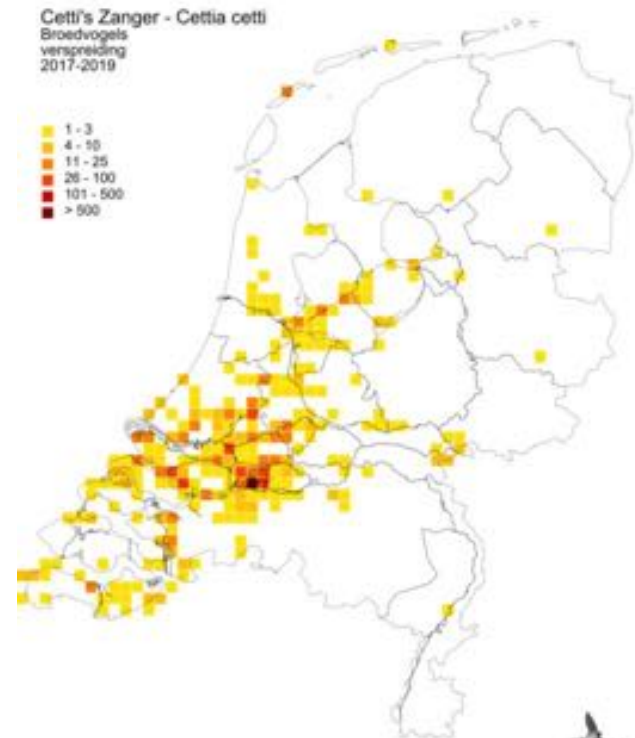 Cetti's Zanger - Cettia cetti
Broedvogels
verspreiding
2017-2019
1 - 3
4 - 10
11 - 25
26 - 100
101 - 500
> 500